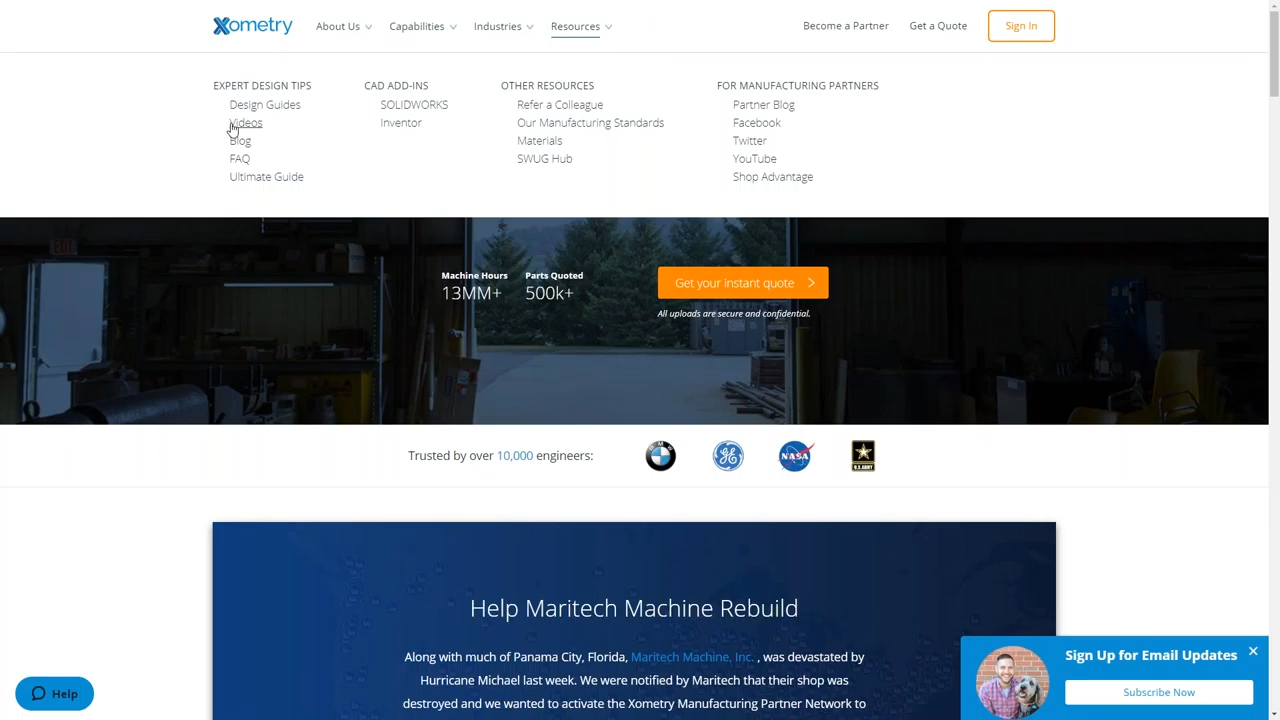 Xometry
About Us
Capabilities
Industries
Resources
Become a Partner
Get a Quote
Sign In
EXPERT DESIGN TIPS
Design Guides
Videos
Blog
FAQ
Ultimate Guide
CAD ADD-INS
SOLIDWORKS
Inventor
OTHER RESOURCES
Refer a Colleague
Our Manufacturing Standards
Materials
SWUG Hub
FOR MANUFACTURING PARTNERS
Partner Blog
Facebook
Twitter
YouTube
Shop Advantage
EXIT
Machine Hours
13MM+
Parts Quoted
500k+
Get your instant quote
All uploads are secure and confidential.
Trusted by over 10,000 engineers:
BMW
GE
NASA
U.S.ARMY
Help Maritech Machine Rebuild
Along with much of Panama City, Florida, Maritech Machine, Inc. , was devastated by
Hurricane Michael last week. We were notified by Maritech that their shop was
destroyed and we wanted to activate the Xometry Manufacturing Partner Network to
Sign Up for Email Updates
Subscribe Now
Help